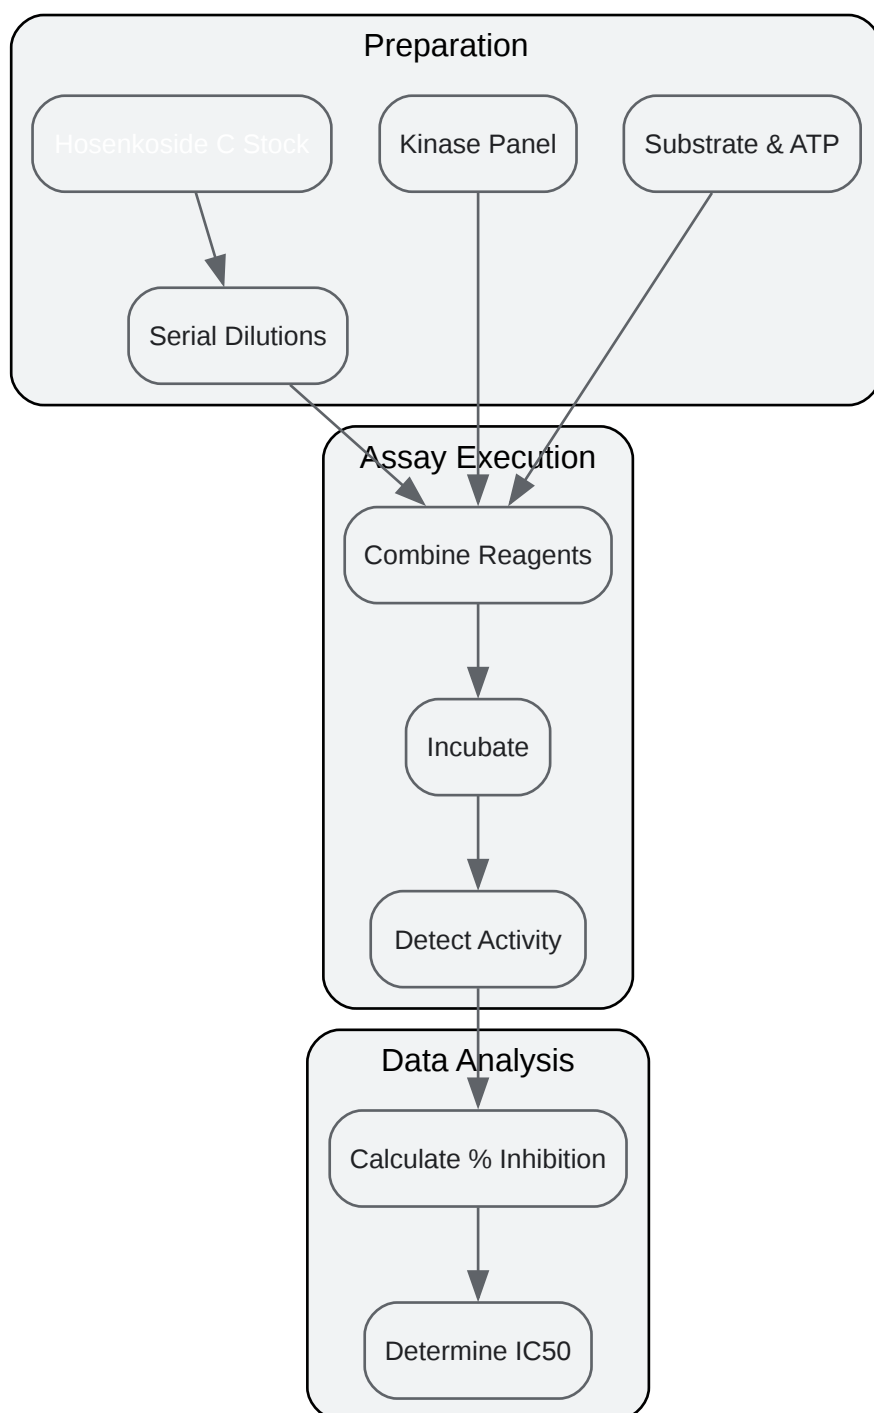 Preparation
Hosenkoside C Stock
Kinase Panel
Substrate & ATP
Serial Dilutions
Assay Execution
Combine Reagents
Incubate
Detect Activity
Data Analysis
Calculate % Inhibition
Determine IC50